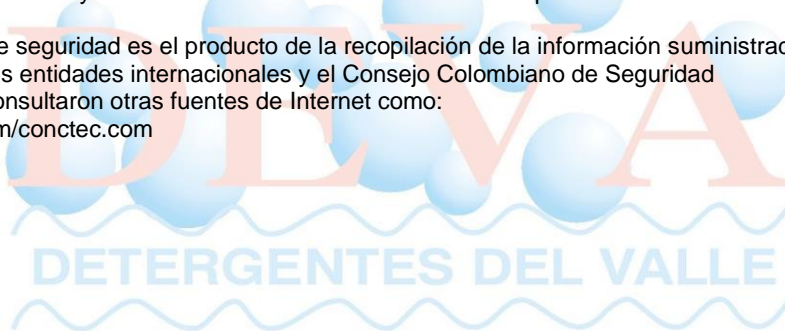 e seguridad es el producto de la recopilación de la información suministrad
s entidades internacionales y el Consejo Colombiano de Seguridad
onsultaron otras fuentes de Internet como:
m/conctec.com
DEVA
DETERGENTES DEL VALLE